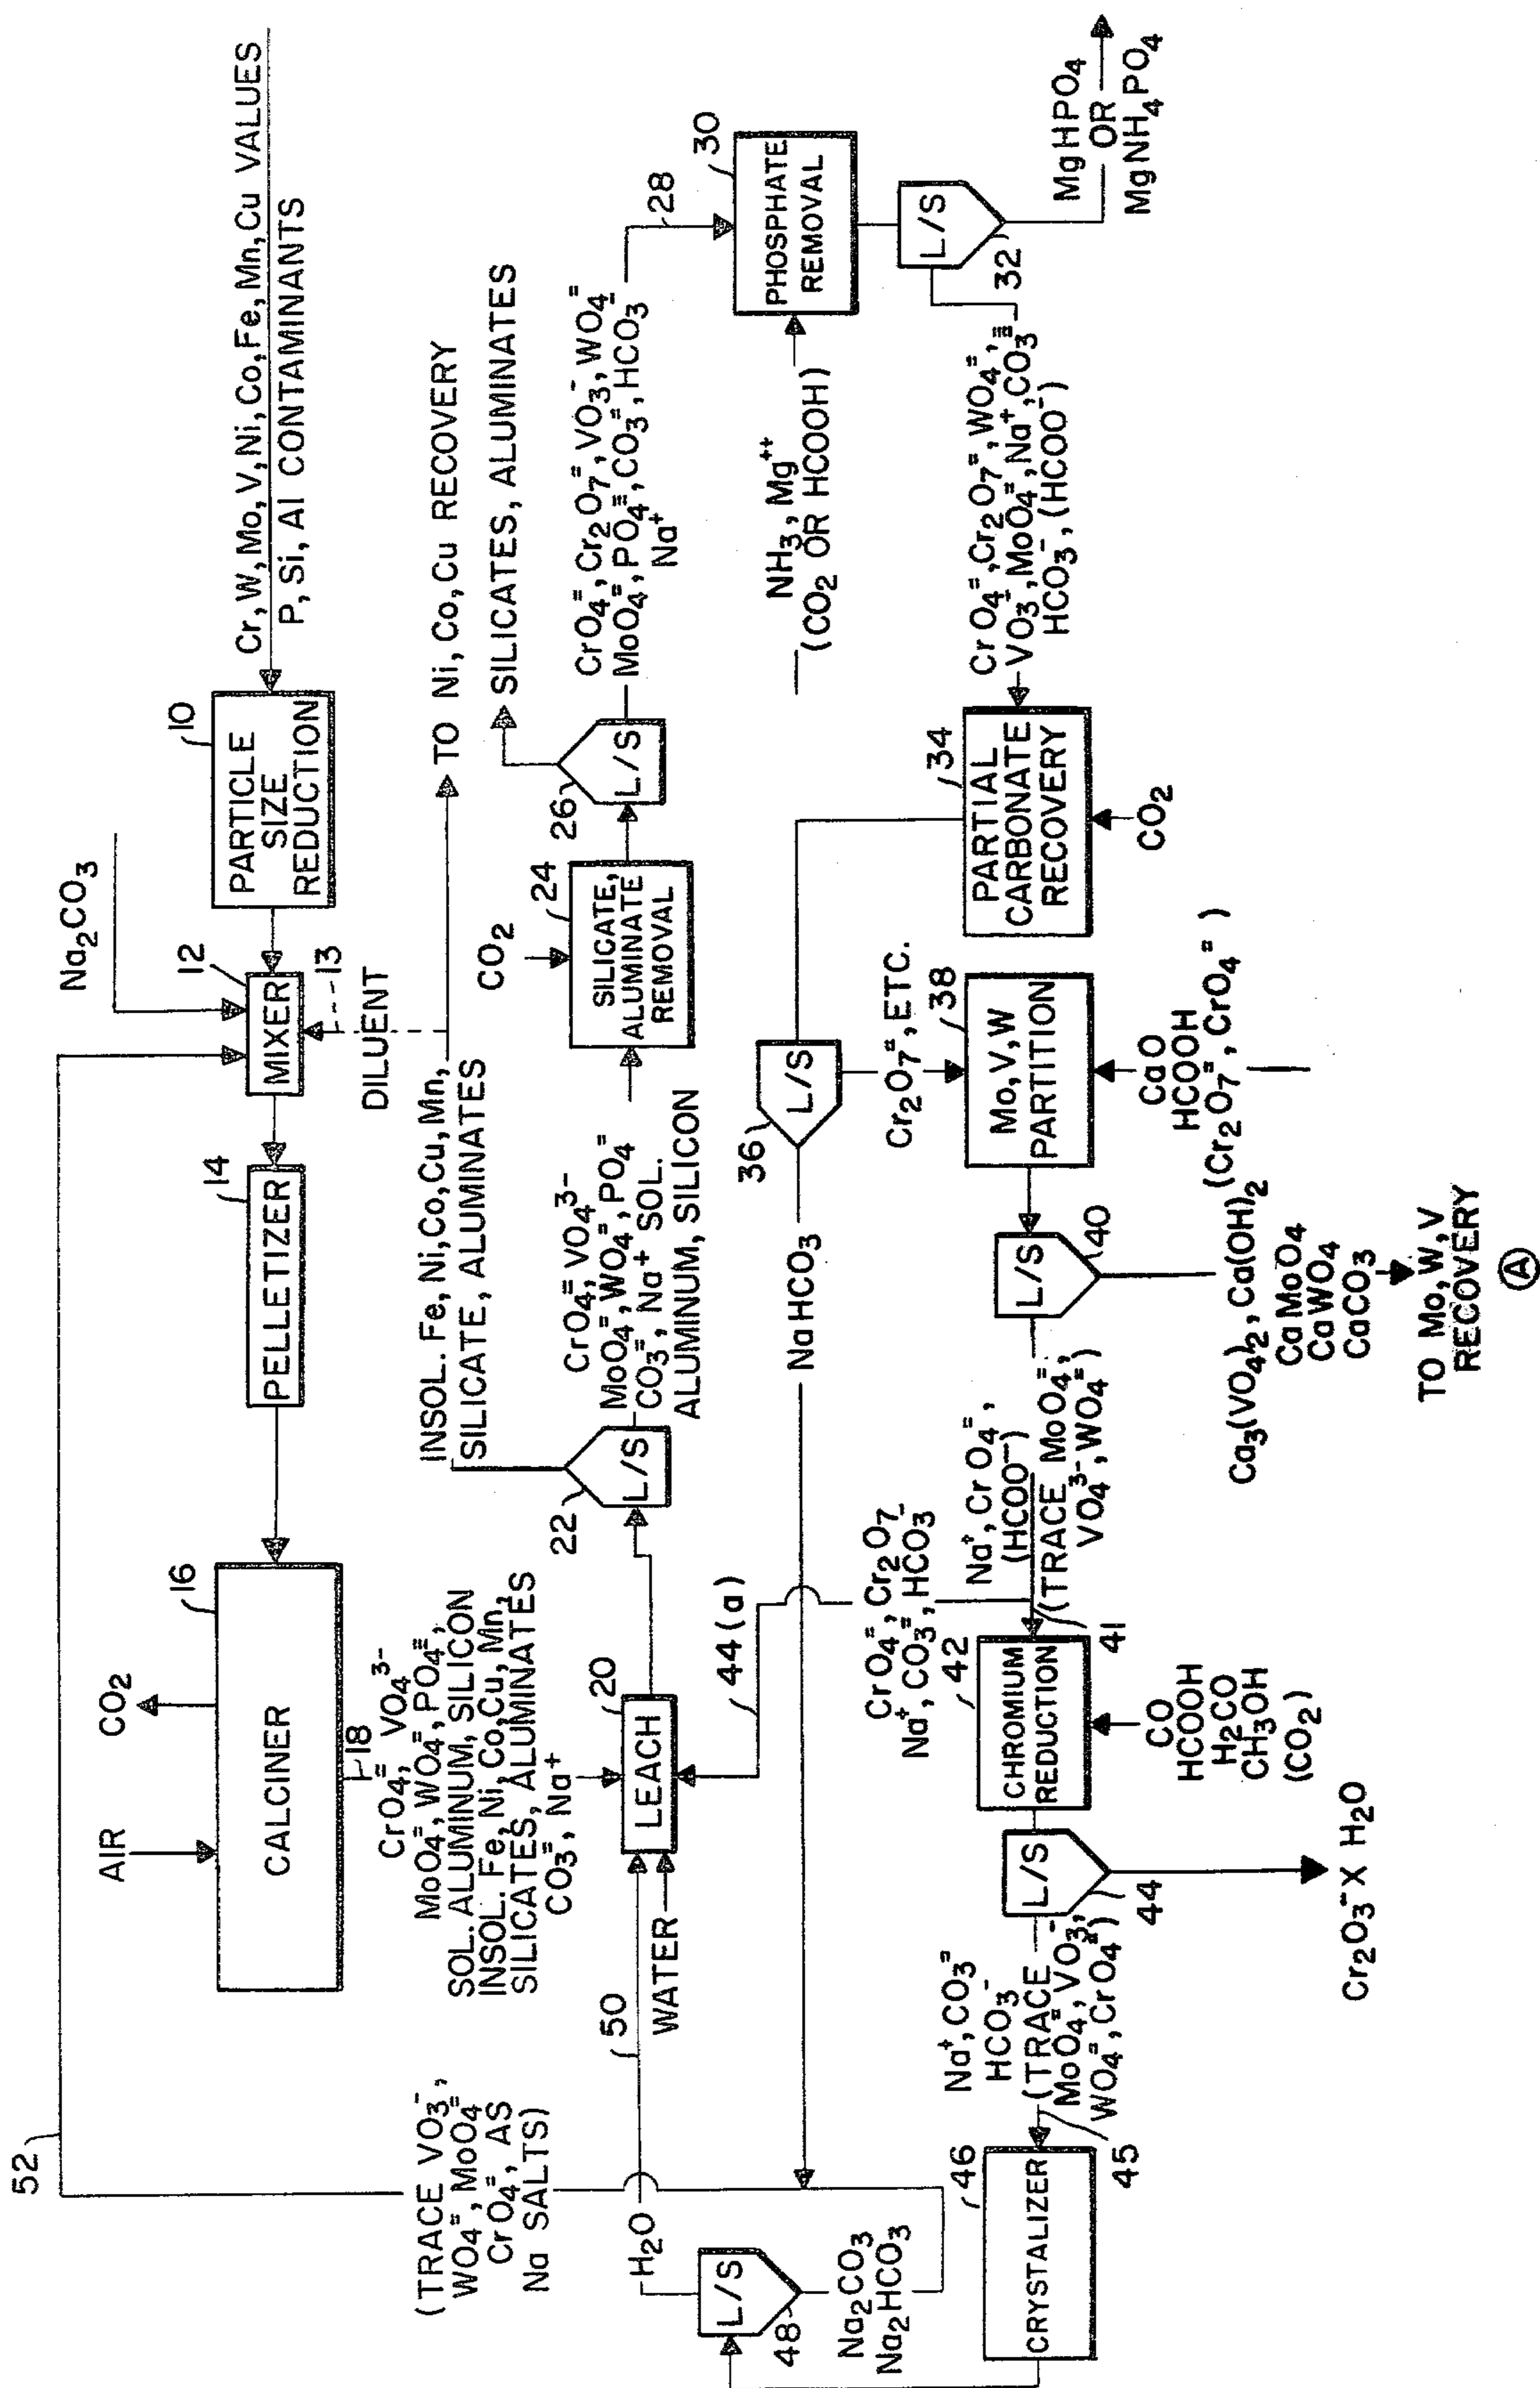 Cr, W, Mo, V, Ni, Co, Fe, Mn, Cu VALUES
P, Si, Al CONTAMINANTS
10
PARTICLE
SIZE
REDUCTION
Na2CO3
12
MIXER
13
DILUENT
14
PELLETIZER
16
CALCINER
AIR
CO2
18
52
CrO4=, VO4 3-
MoO4=, WO4=, PO4=,
SOL. ALUMINUM, SILICON
INSOL. Fe, Ni, Co, Cu, Mn,
SILICATES, ALUMINATES
CO3=, Na+
20
LEACH
50
WATER
44(a)
22
L/S
INSOL. Fe, Ni, Co, Cu, Mn,
SILICATE, ALUMINATES
TO Ni, Co, Cu RECOVERY
CrO4=, VO4 3-
MoO4=, WO4=, PO4=
CO3=, Na+ SOL.
ALUMINUM, SILICON
CO2
24
SILICATE,
ALUMINATE
REMOVAL
26
L/S
SILICATES, ALUMINATES
CrO4=, Cr2O7=, VO3-, WO4=
MoO4=, PO4=, CO3=, HCO3-
Na+
28
30
PHOSPHATE
REMOVAL
NH3, Mg++
(CO2 OR HCOOH)
L/S
32
MgHPO4
OR
MgNH4PO4
CrO4=, Cr2O7=, WO4=,
VO3-, MoO4=, Na+, CO3=
HCO3-, (HCOO-)
34
PARTIAL
CARBONATE
RECOVERY
CO2
36
L/S
NaHCO3
Cr2O7=, ETC.
38
Mo, V, W
PARTITION
CaO
HCOOH
(Cr2O7=, CrO4=)
L/S
40
Ca3(VO4)2, Ca(OH)2
CaMoO4
CaWO4
CaCO3
TO Mo, W, V
RECOVERY
A
Na+, CrO4=,
(HCOO-)
(TRACE MoO4=,
VO4 3-, WO4=)
CrO4=, Cr2O7
Na+, CO3=, HCO3-
41
42
CHROMIUM
REDUCTION
CO
HCOOH
H2CO
CH3OH
(CO2)
L/S
44
Cr2O3-X H2O
Na+, CO3=
HCO3-
(TRACE
MoO4=, VO3-,
WO4=, CrO4=)
45
46
CRYSTALIZER
L/S
48
H2O
Na2CO3
Na2HCO3
(TRACE VO3-,
WO4=, MoO4=
CrO4=, AS
Na SALTS)